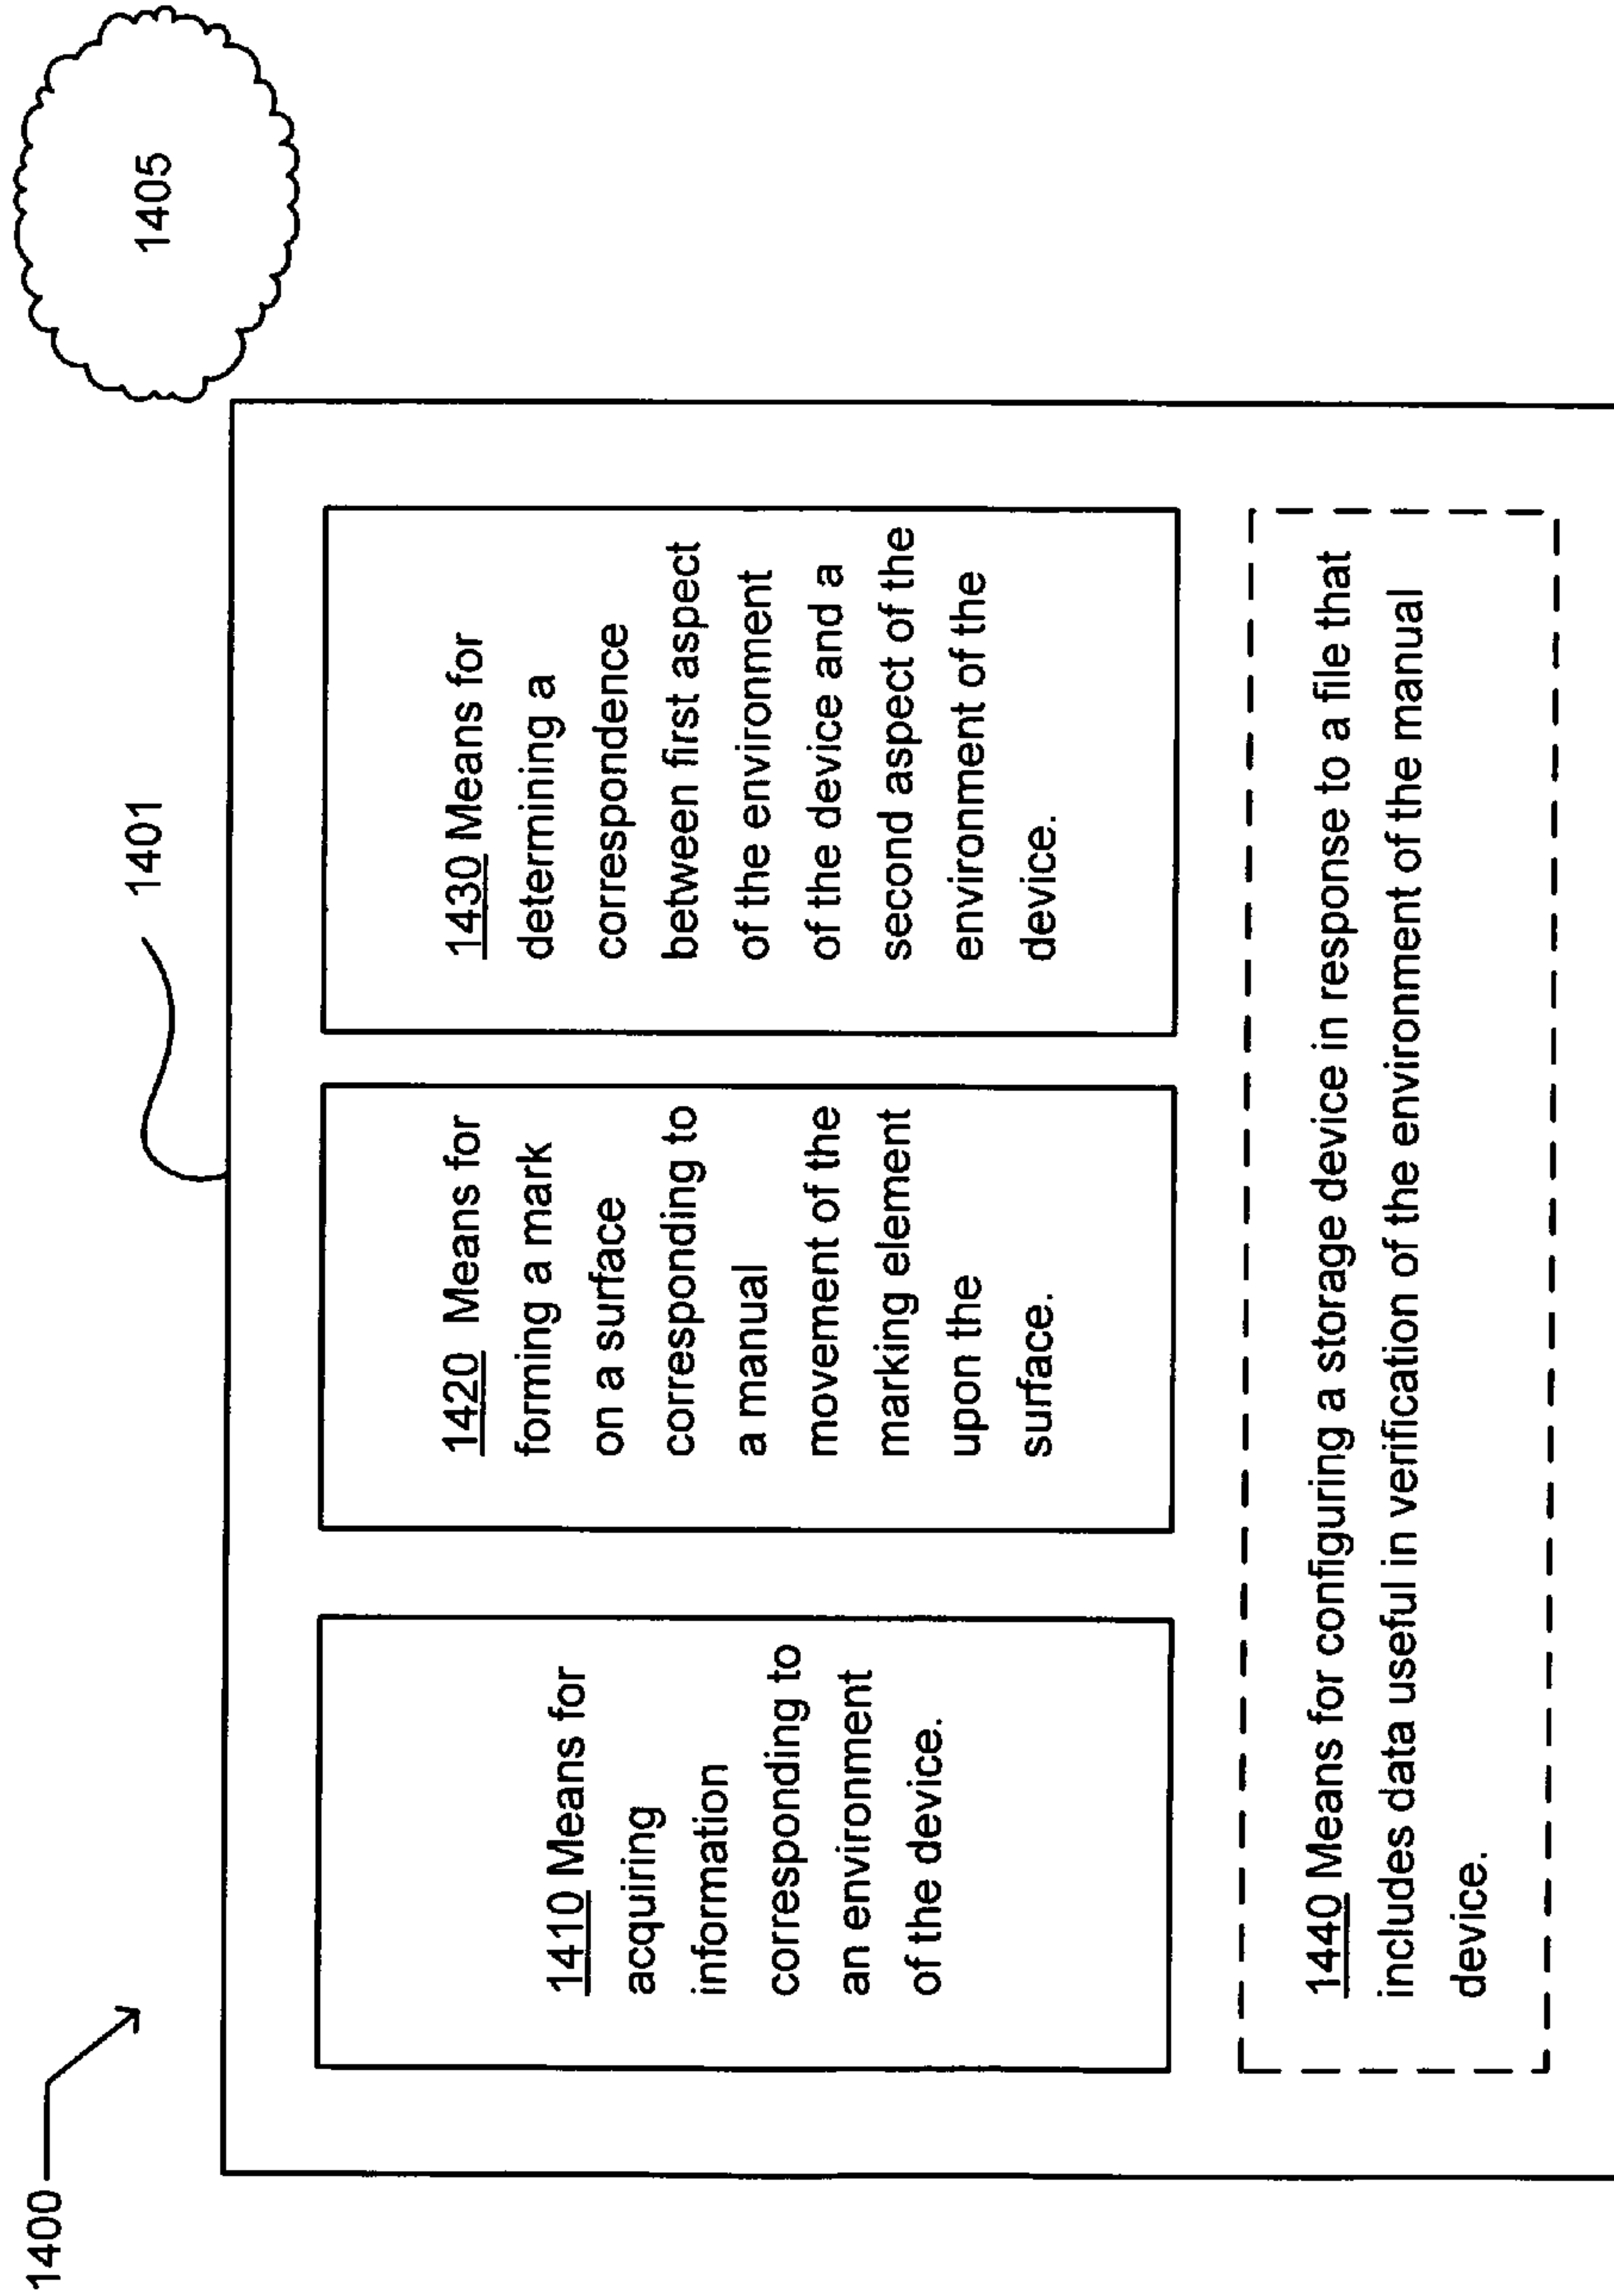 1400
1401
1405
1410 Means for
acquiring
information
corresponding to
an environment
of the device.
1420 Means for
forming a mark
on a surface
corresponding to
a manual
movement of the
marking element
upon the
surface.
1430 Means for
determining a
correspondence
between first aspect
of the environment
of the device and a
second aspect of the
environment of the
device.
1440 Means for configuring a storage device in response to a file that
includes data useful in verification of the environment of the manual
device.